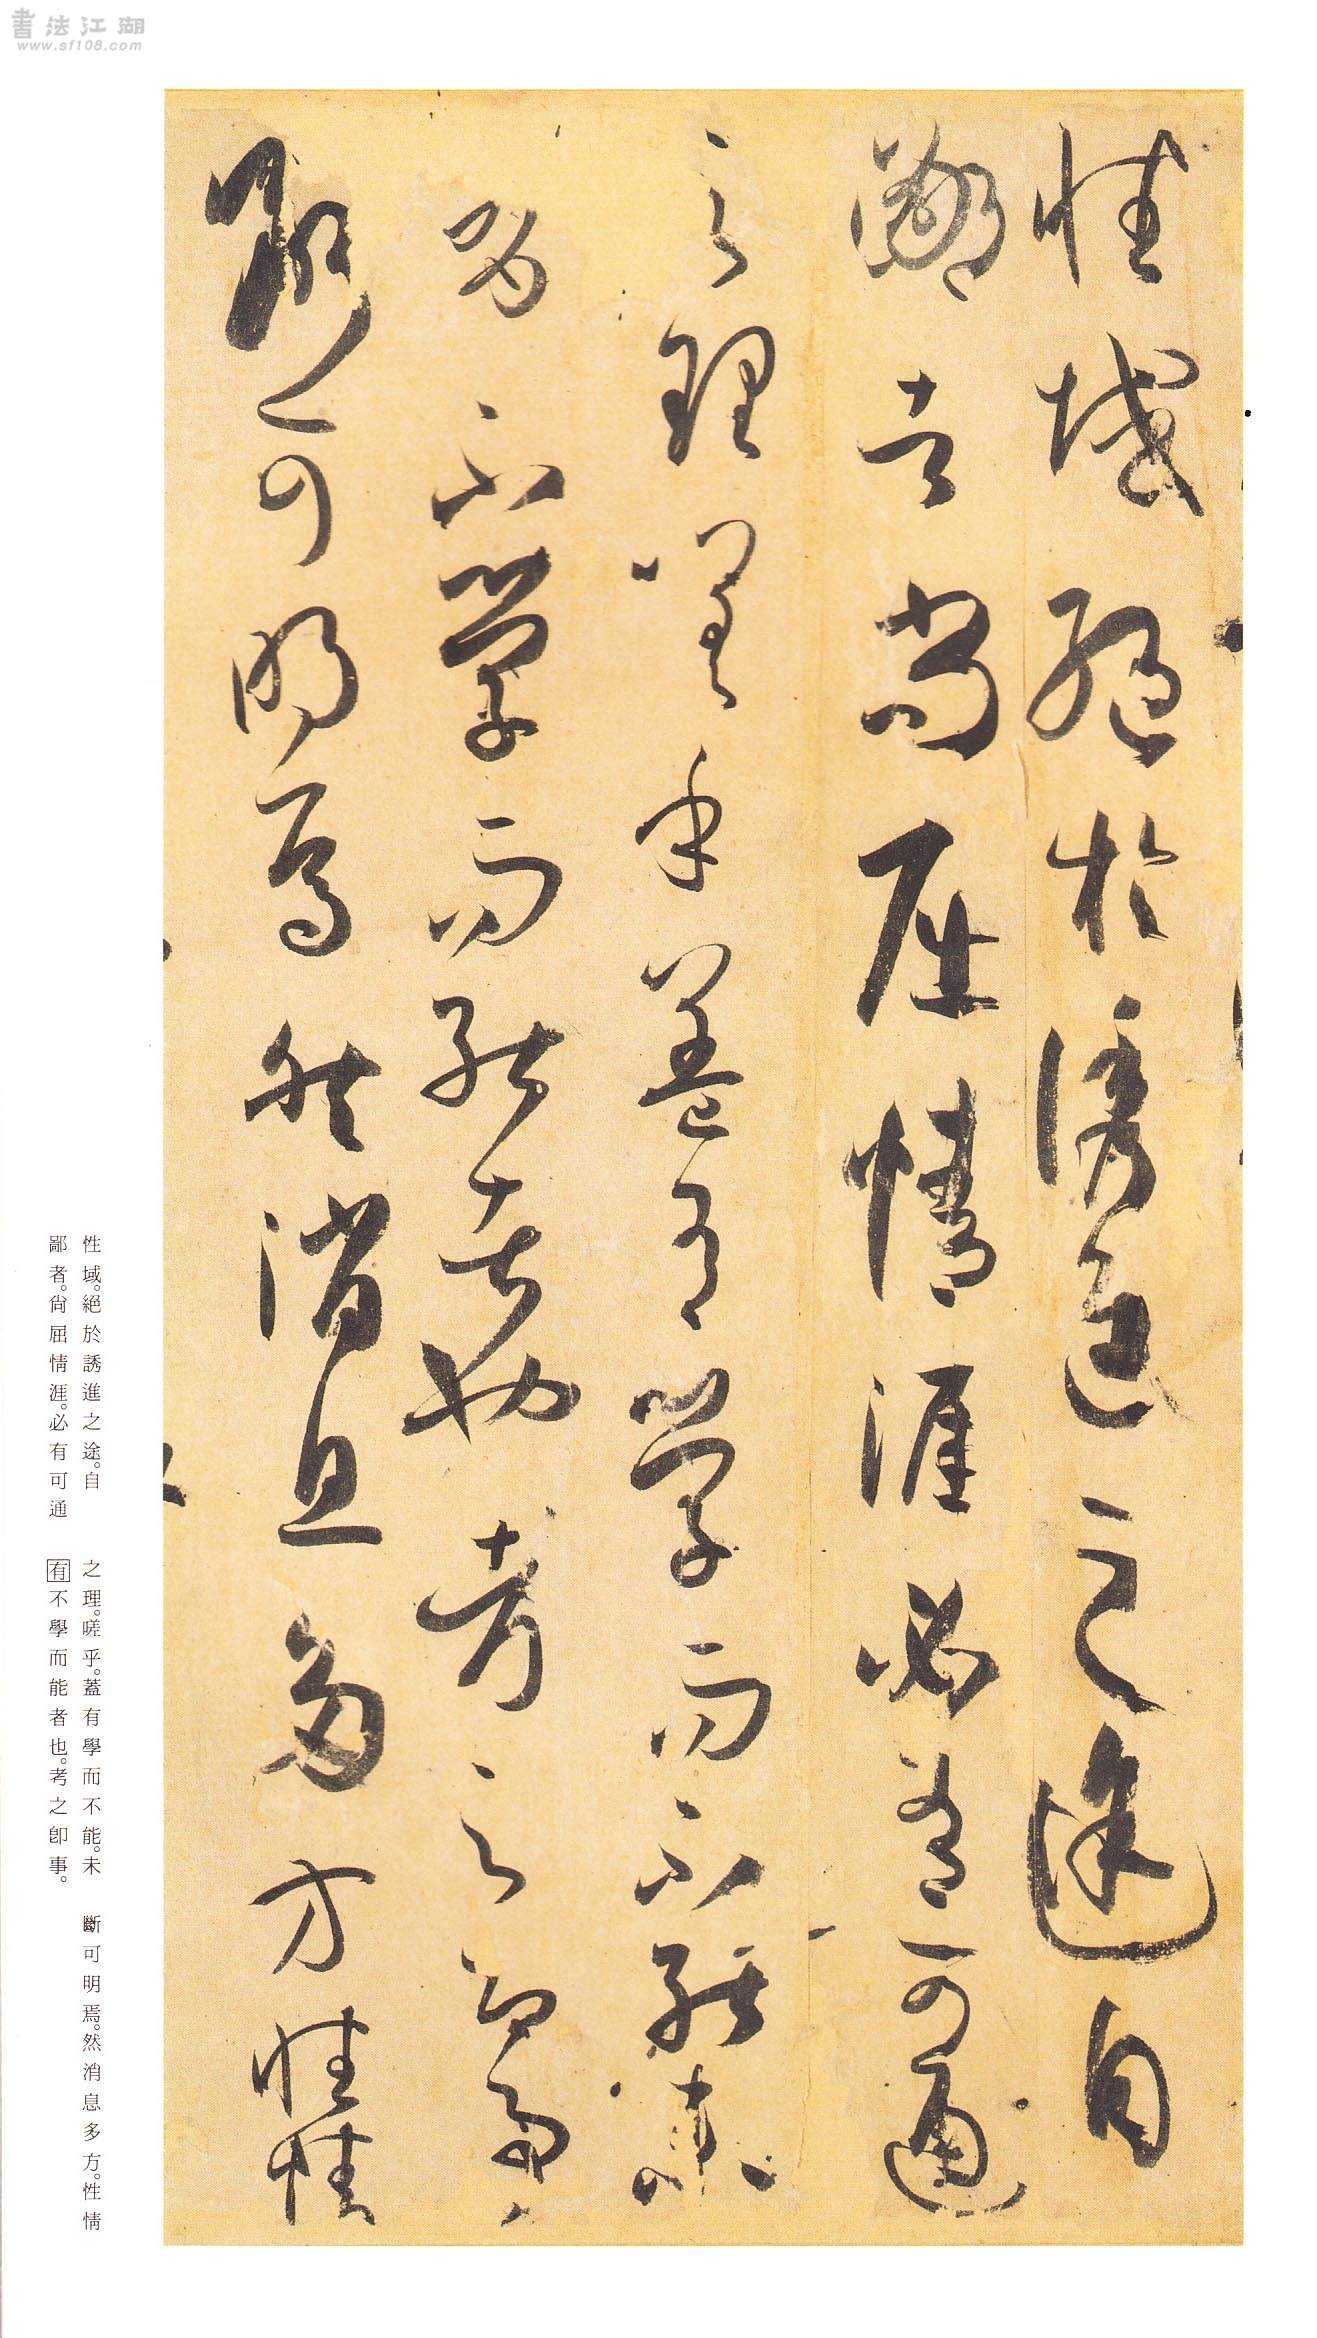 書法江湖
www.sf108.com
性域絕於誘進之途自
鄙者尚屈情涯必有可通
之理嗟乎蓋有學而不能未
有不學而能者也考之即事
斷可明焉然消息多方性情
性域。絕於誘進之途。自
鄙者。尙屈情涯。必有可通
之理。嗟乎。蓋有學而不能。未
有不學而能者也。考之卽事。
斷可明焉。然消息多方。性情